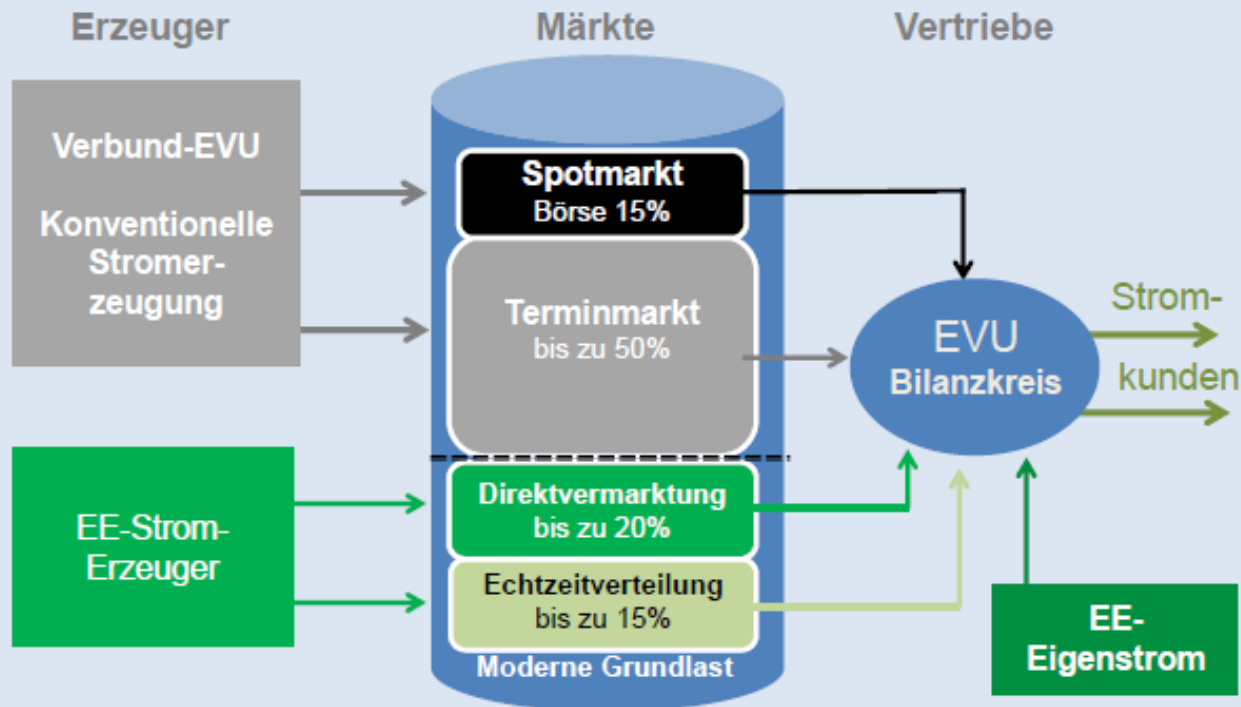 Erzeuger
Märkte
Vertriebe
Verbund-EVU
Konventionelle
Stromer-
zeugung
Spotmarkt
Börse 15%
Terminmarkt
bis zu 50%
EVU
Bilanzkreis
Strom-
kunden
EE-Strom-
Erzeuger
Direktvermarktung
bis zu 20%
Echtzeitverteilung
bis zu 15%
Moderne Grundlast
EE-
Eigenstrom